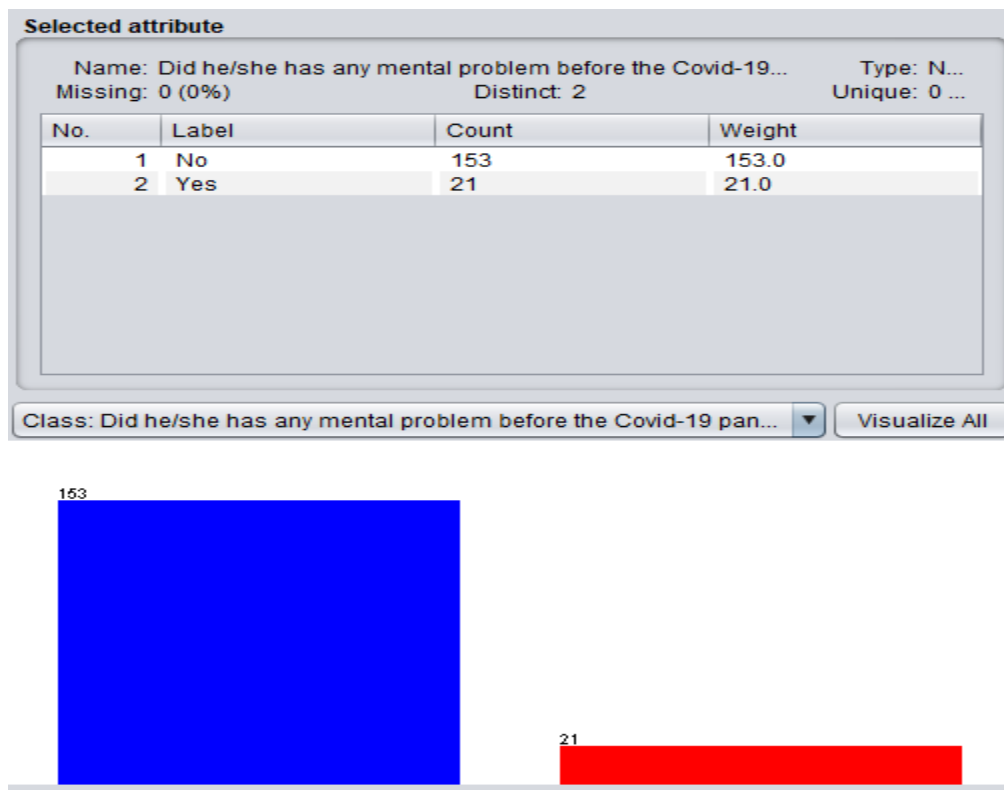 Selected attribute
Name: Did he/she has any mental problem before the Covid-19... Type: N...
Missing: 0 (0%) Distinct: 2 Unique: 0 ...
No. Label Count Weight
1 No 153 153.0
2 Yes 21 21.0
Class: Did he/she has any mental problem before the Covid-19 pan... Visualize All
153
21